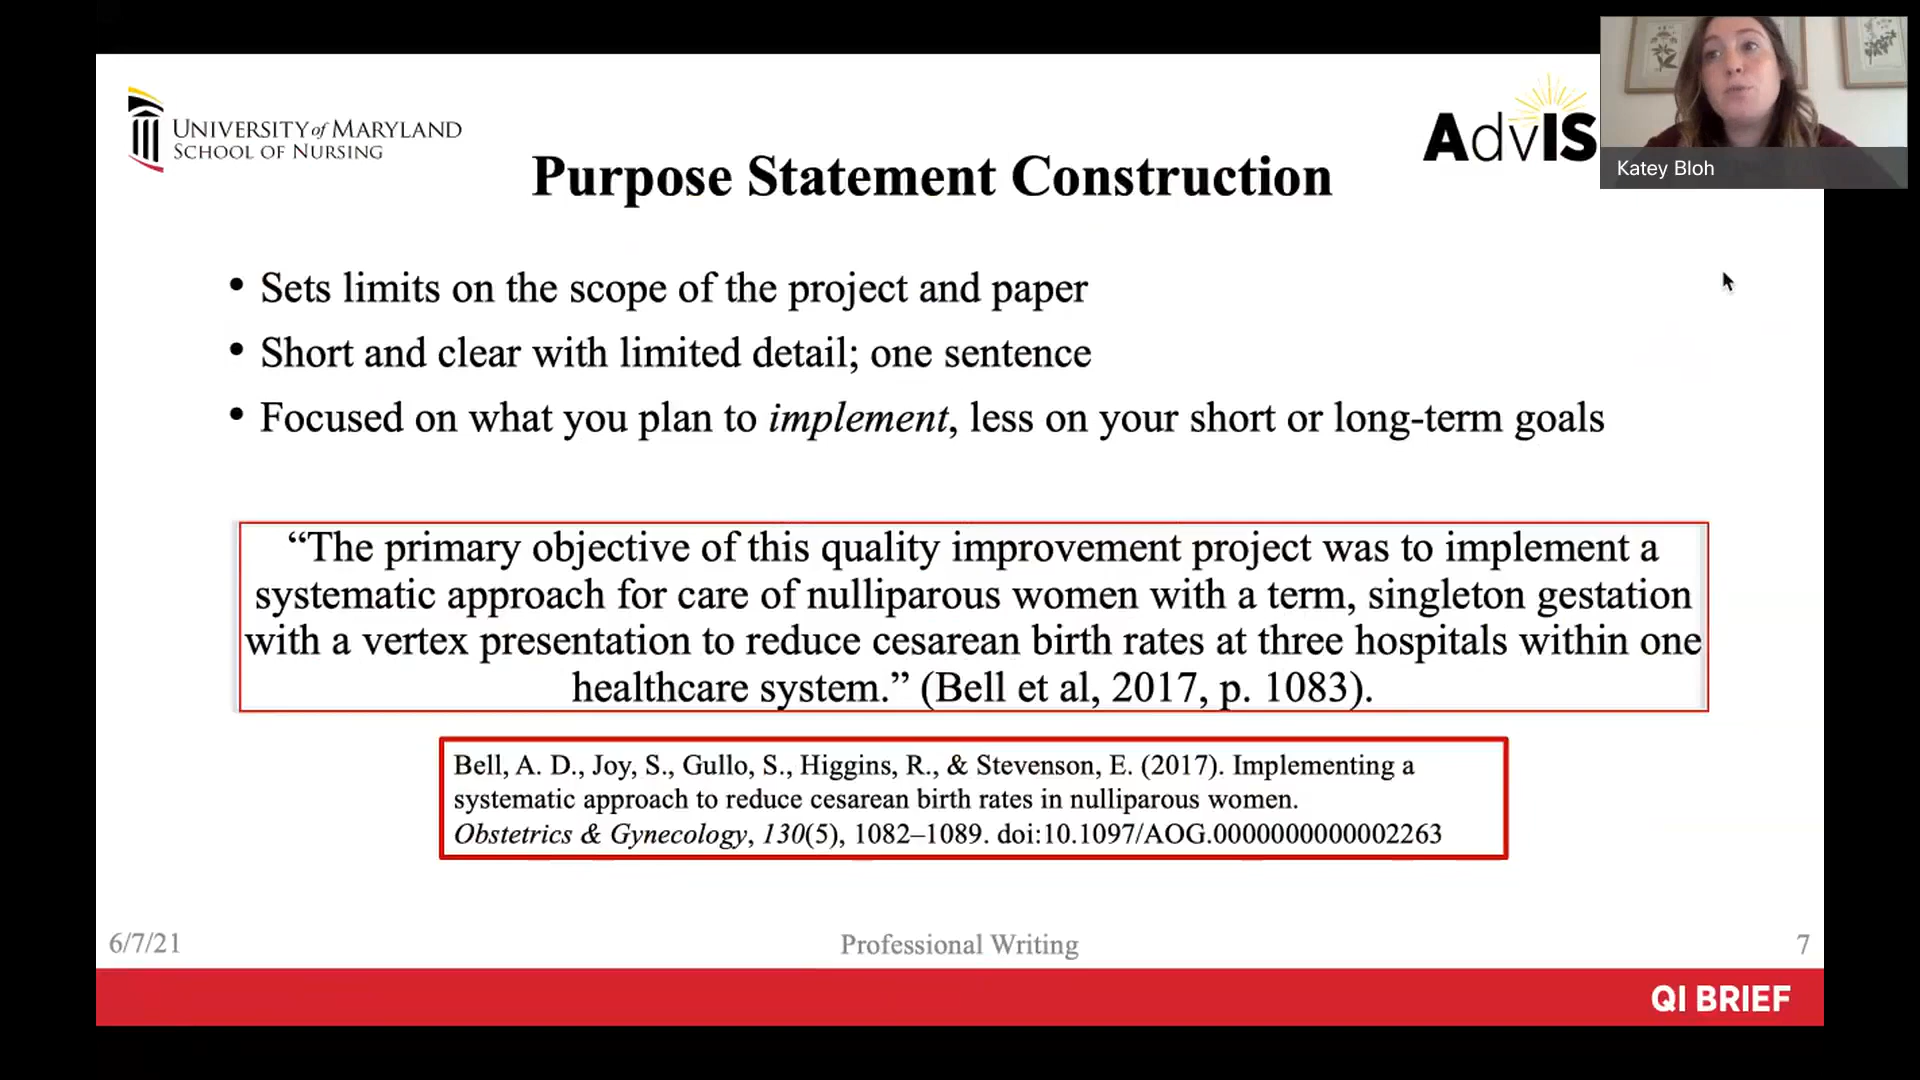 UNIVERSITY of MARYLAND
SCHOOL OF NURSING
AdvIS
Katey Bloh
Purpose Statement Construction
• Sets limits on the scope of the project and paper
• Short and clear with limited detail; one sentence
• Focused on what you plan to implement, less on your short or long-term goals
“The primary objective of this quality improvement project was to implement a
systematic approach for care of nulliparous women with a term, singleton gestation
with a vertex presentation to reduce cesarean birth rates at three hospitals within one
healthcare system.” (Bell et al, 2017, p. 1083).
Bell, A. D., Joy, S., Gullo, S., Higgins, R., & Stevenson, E. (2017). Implementing a
systematic approach to reduce cesarean birth rates in nulliparous women.
Obstetrics & Gynecology, 130(5), 1082–1089. doi:10.1097/AOG.0000000000002263
6/7/21
Professional Writing
7
QI BRIEF